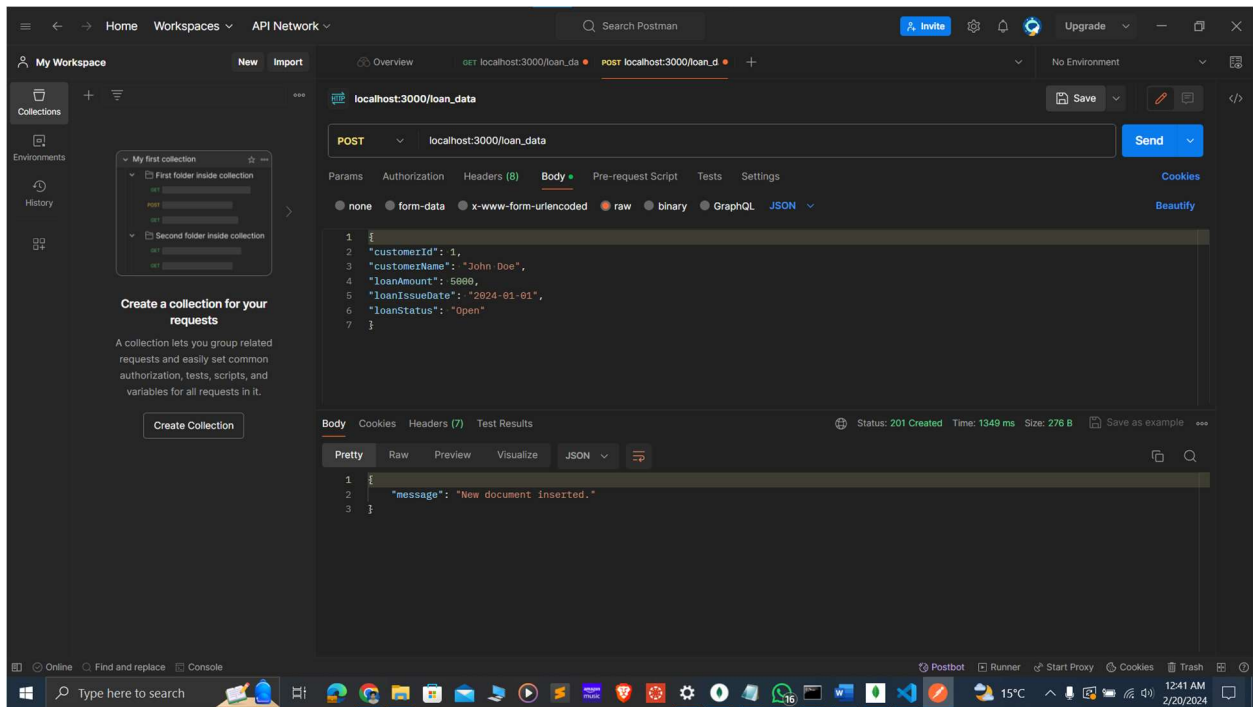 Home Workspaces API Network Search Postman Invite Upgrade
My Workspace New Import Overview GET localhost:3000/loan_da POST localhost:3000/loan_d No Environment
Collections
Environments
History
My first collection
First folder inside collection
GET
POST
GET
Second folder inside collection
GET
GET
Create a collection for your
requests
A collection lets you group related
requests and easily set common
authorization, tests, scripts, and
variables for all requests in it.
Create Collection
HTTP localhost:3000/loan_data Save
POST localhost:3000/loan_data Send
Params Authorization Headers (8) Body Pre-request Script Tests Settings Cookies
none form-data x-www-form-urlencoded raw binary GraphQL JSON Beautify
1 {
2 "customerId": 1,
3 "customerName": "John Doe",
4 "loanAmount": 5000,
5 "loanIssueDate": "2024-01-01",
6 "loanStatus": "Open"
7 }
Body Cookies Headers (7) Test Results Status: 201 Created Time: 1349 ms Size: 276 B Save as example
Pretty Raw Preview Visualize JSON
1 {
2 "message": "New document inserted."
3 }
Online Find and replace Console Postbot Runner Start Proxy Cookies Trash
Type here to search music 16 15°C 12:41 AM
2/20/2024